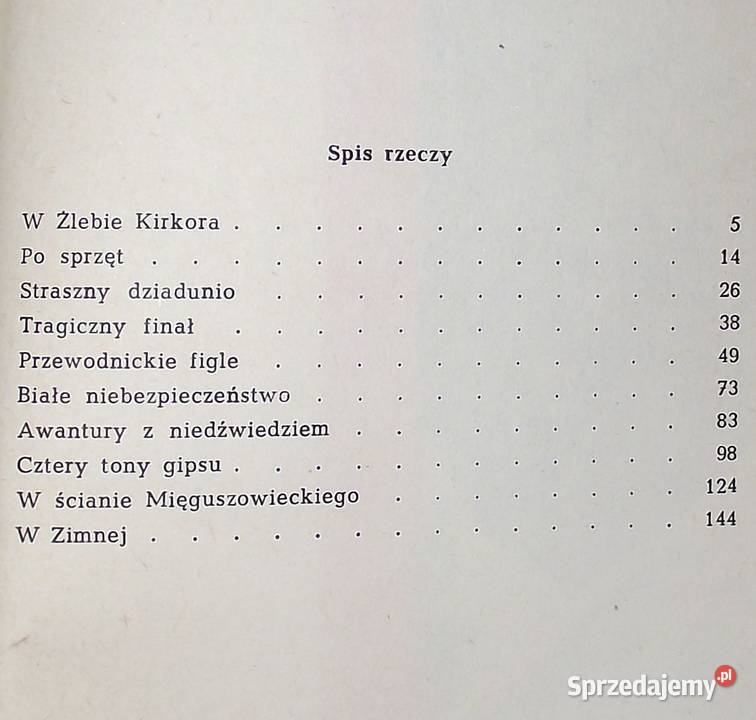 Spis rzeczy
W Żlebie Kirkora . . . . . . . . . . . . 5
Po sprzęt . . . . . . . . . . . . . . 14
Straszny dziadunio . . . . . . . . . . . 26
Tragiczny finał . . . . . . . . . . . . 38
Przewodnickie figle . . . . . . . . . . . 49
Białe niebezpieczeństwo . . . . . . . . . . 73
Awantury z niedźwiedziem . . . . . . . . . 83
Cztery tony gipsu . . . . . . . . . . . . 98
W ścianie Mięguszowieckiego . . . . . . . . 124
W Zimnej . . . . . . . . . . . . . . 144
Sprzedajemy.pl